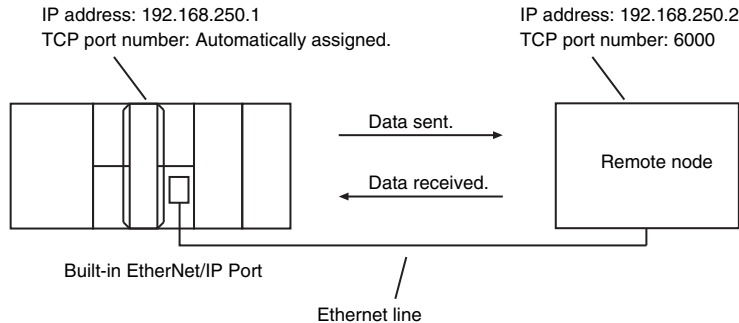 IP address: 192.168.250.1
TCP port number: Automatically assigned.
IP address: 192.168.250.2
TCP port number: 6000
Data sent.
Data received.
Remote node
Built-in EtherNet/IP Port
Ethernet line